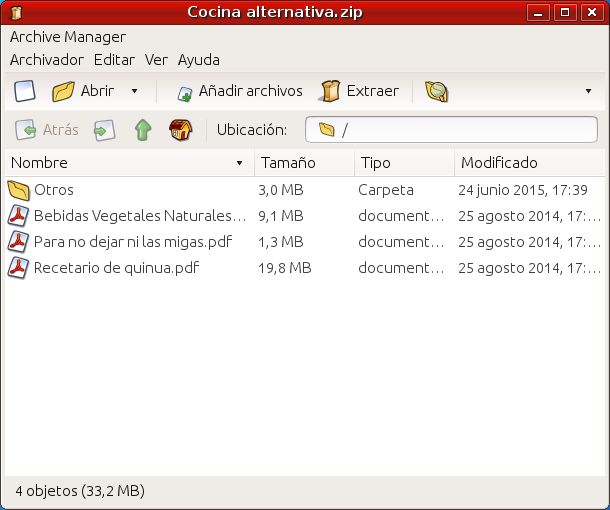 Cocina alternativa.zip
Archive Manager
Archivador Editar Ver Ayuda
Abrir Añadir archivos Extraer
Atrás Ubicación: /
Nombre Tamaño Tipo Modificado
Otros 3,0 MB Carpeta 24 junio 2015, 17:39
Bebidas Vegetales Naturales... 9,1 MB document... 25 agosto 2014, 17:...
Para no dejar ni las migas.pdf 1,3 MB document... 25 agosto 2014, 17:...
Recetario de quinua.pdf 19,8 MB document... 25 agosto 2014, 17:...
4 objetos (33,2 MB)